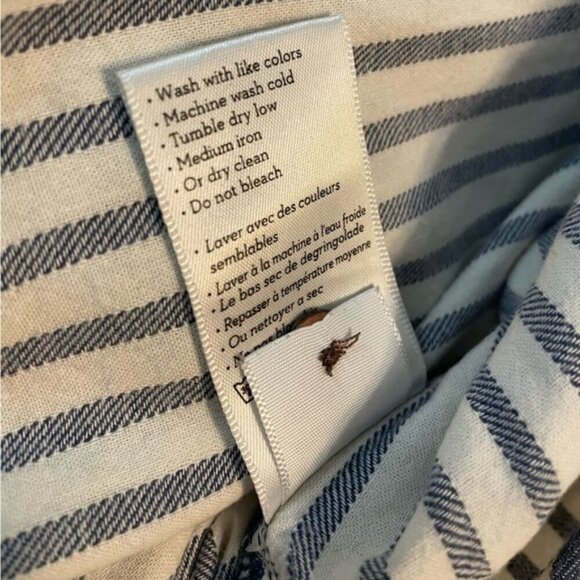 • Wash with like colors
• Machine wash cold
• Tumble dry low
• Medium iron
• Or dry clean
• Do not bleach
• Laver avec des couleurs
semblables
• Laver à la machine à l'eau froide
• Le bas sec de degringolade
• Repasser à température moyenne
• Ou nettoyer a sec